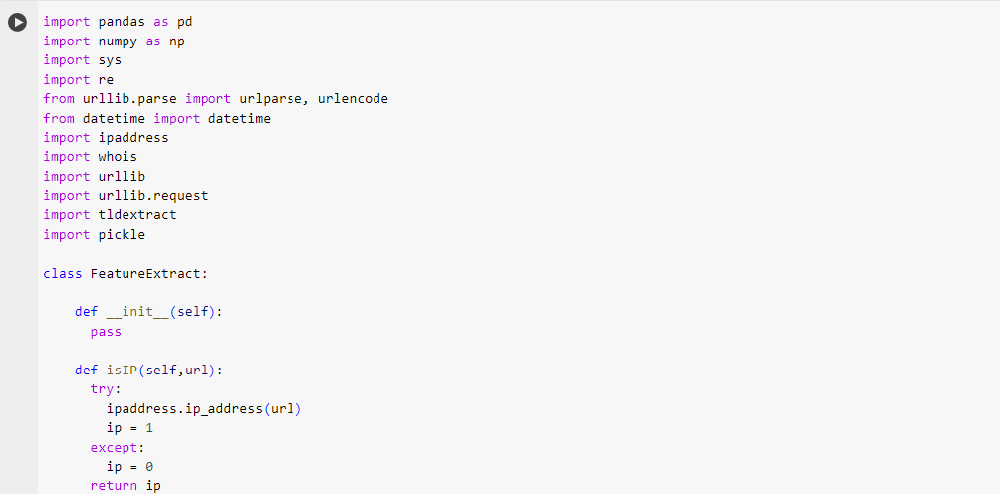 import pandas as pd
import numpy as np
import sys
import re
from urllib.parse import urlparse, urlencode
from datetime import datetime
import ipaddress
import whois
import urllib
import urllib.request
import tldextract
import pickle

class FeatureExtract:

    def __init__(self):
      pass

    def isIP(self,url):
      try:
        ipaddress.ip_address(url)
        ip = 1
      except:
        ip = 0
      return ip